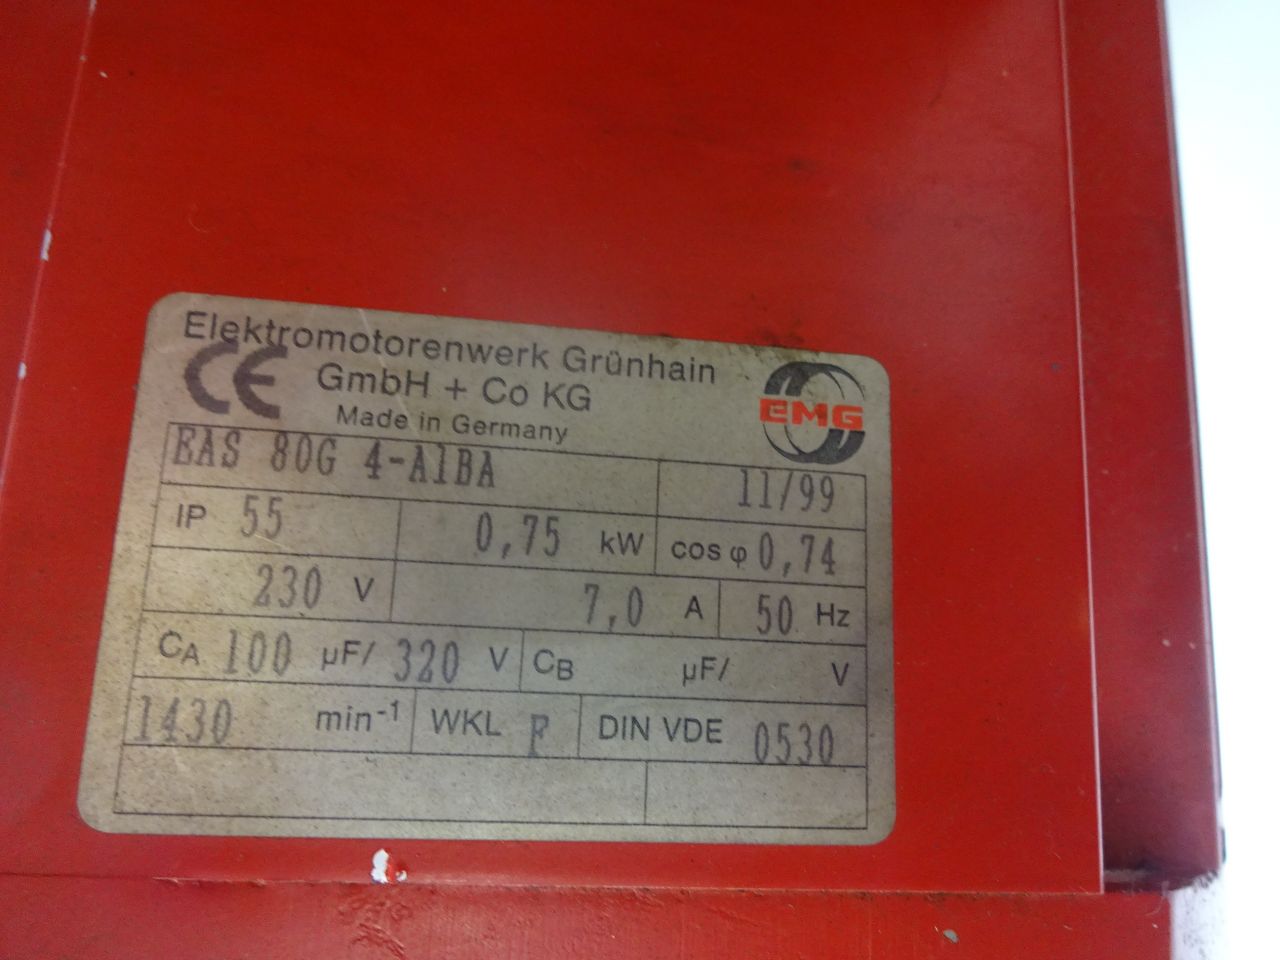 Elektromotorenwerk Grünhain
CE GmbH + Co KG
Made in Germany
EMG
EAS 80G 4-A1BA 11/99
IP 55 0,75 kW cos φ 0,74
230 V 7,0 A 50 Hz
CA 100 µF/ 320 V CB µF/ V
1430 min-1 WKL F DIN VDE 0530